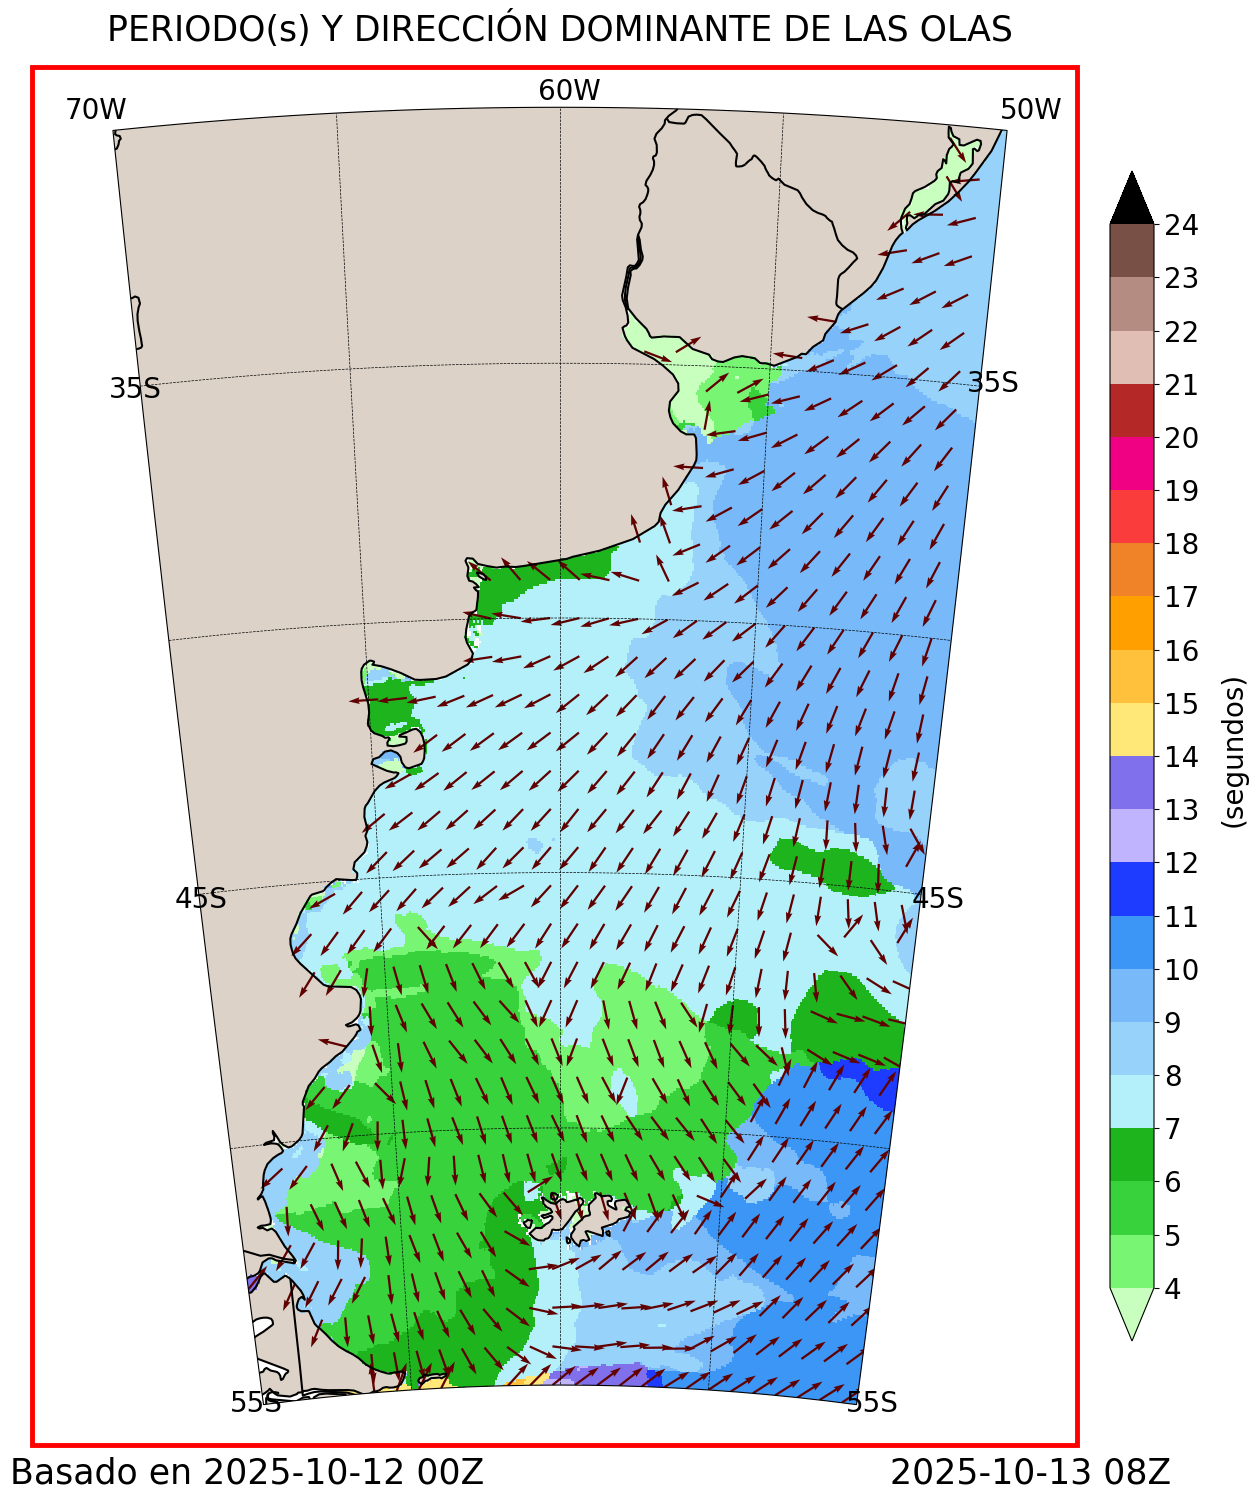 PERIODO(s) Y DIRECCIÓN DOMINANTE DE LAS OLAS
70W
60W
50W
35S
35S
45S
45S
55S
55S
24
23
22
21
20
19
18
17
16
15
14
13
12
11
10
9
8
7
6
5
4
(segundos)
Basado en 2025-10-12 00Z
2025-10-13 08Z